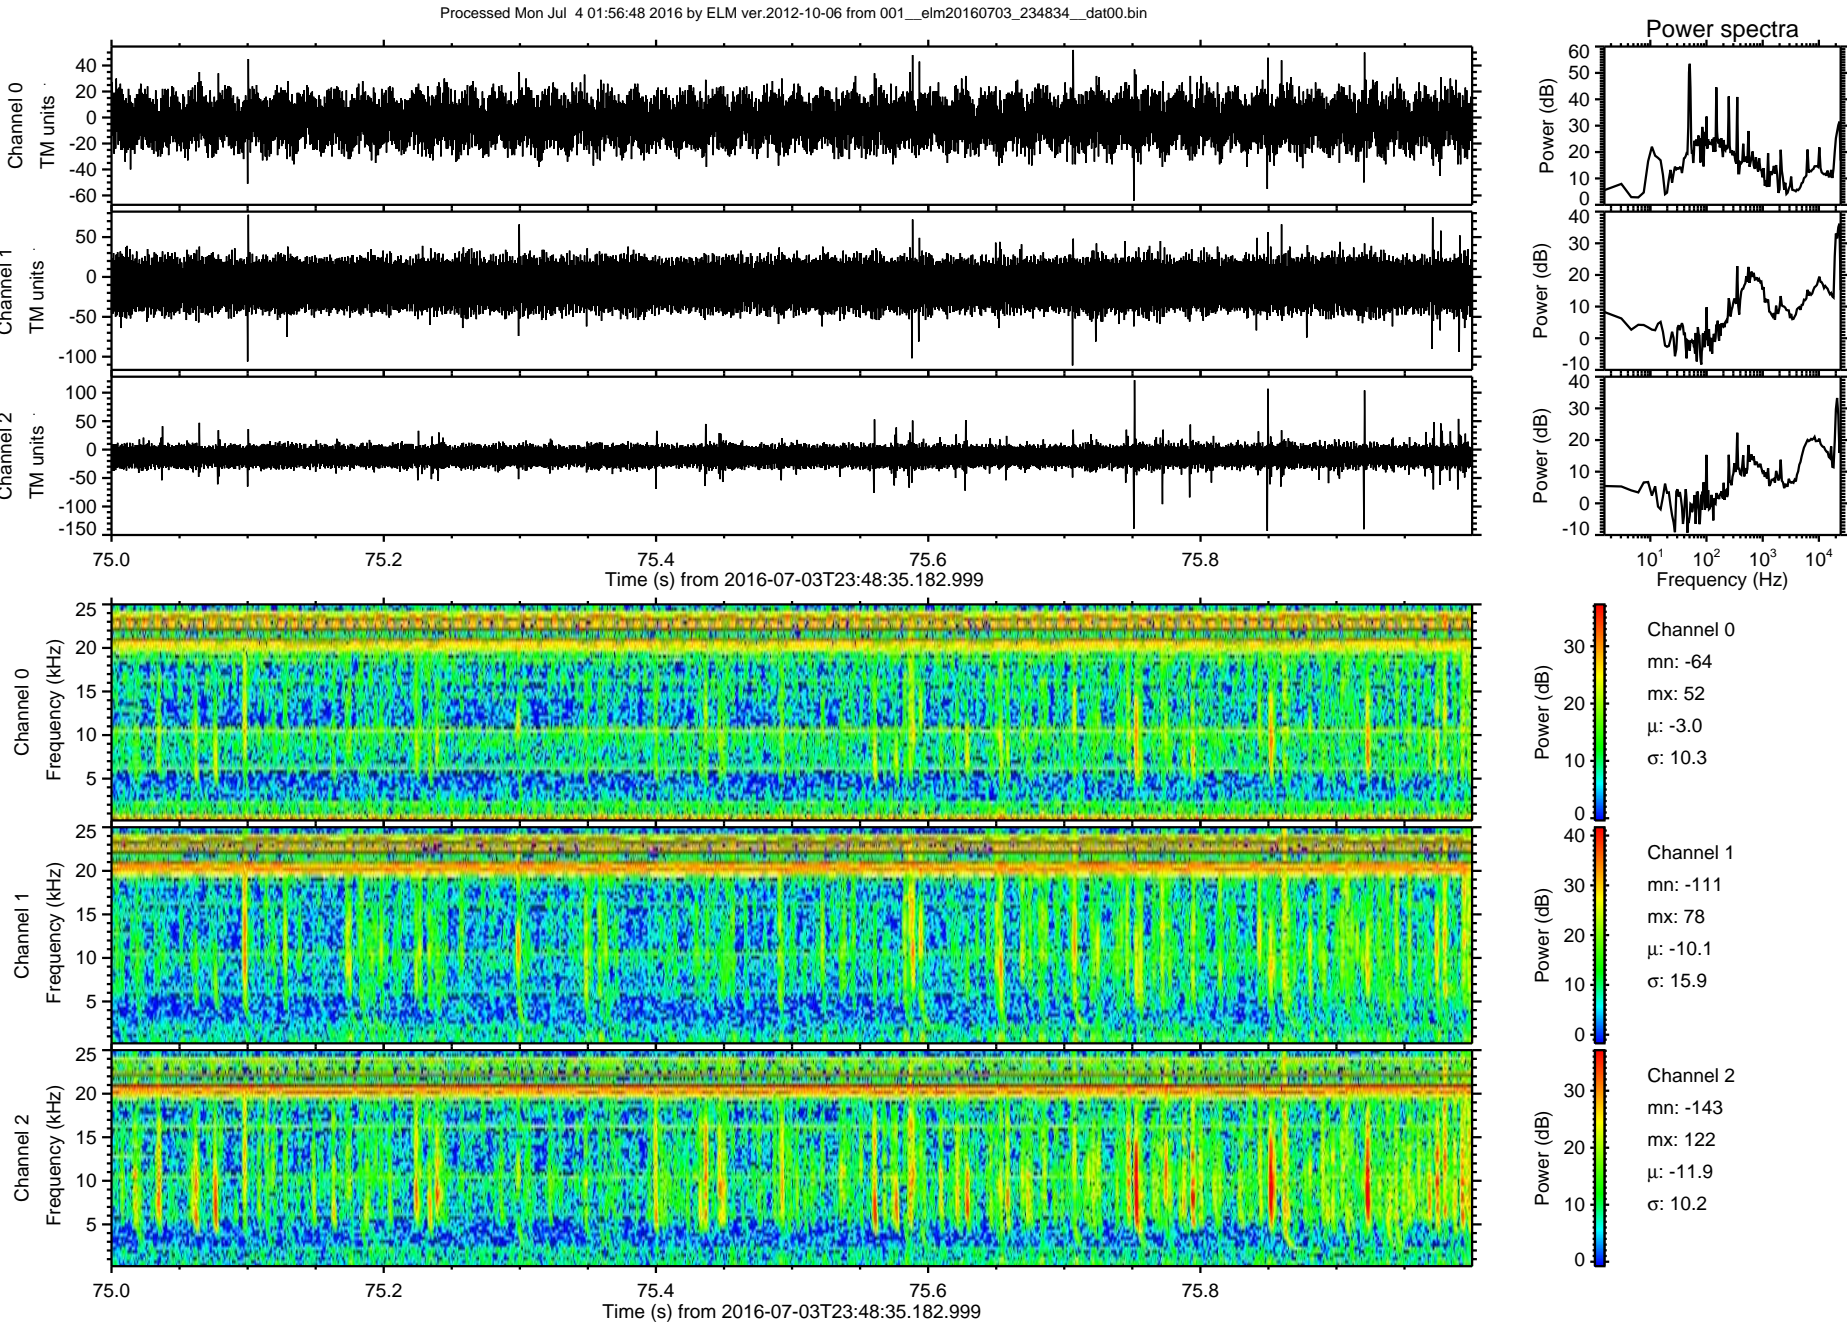 Processed Mon Jul  4 01:56:48 2016 by ELM ver.2012-10-06 from 001__elm20160703_234834__dat00.bin
Power spectra
Channel 0
TM units
40
20
0
-20
-40
-60
Power (dB)
60
50
40
30
20
10
0
Channel 1
TM units
50
0
-50
-100
Power (dB)
40
30
20
10
0
-10
Channel 2
TM units
100
50
0
-50
-100
-150
Power (dB)
40
30
20
10
0
-10
75.0 75.2 75.4 75.6 75.8
Time (s) from 2016-07-03T23:48:35.182.999
10^1 10^2 10^3 10^4
Frequency (Hz)
Channel 0
Frequency (kHz)
25
20
15
10
5
Power (dB)
30
20
10
0
Channel 0
mn: -64
mx: 52
μ: -3.0
σ: 10.3
Channel 1
Frequency (kHz)
25
20
15
10
5
Power (dB)
40
30
20
10
0
Channel 1
mn: -111
mx: 78
μ: -10.1
σ: 15.9
Channel 2
Frequency (kHz)
25
20
15
10
5
Power (dB)
30
20
10
0
Channel 2
mn: -143
mx: 122
μ: -11.9
σ: 10.2
75.0 75.2 75.4 75.6 75.8
Time (s) from 2016-07-03T23:48:35.182.999